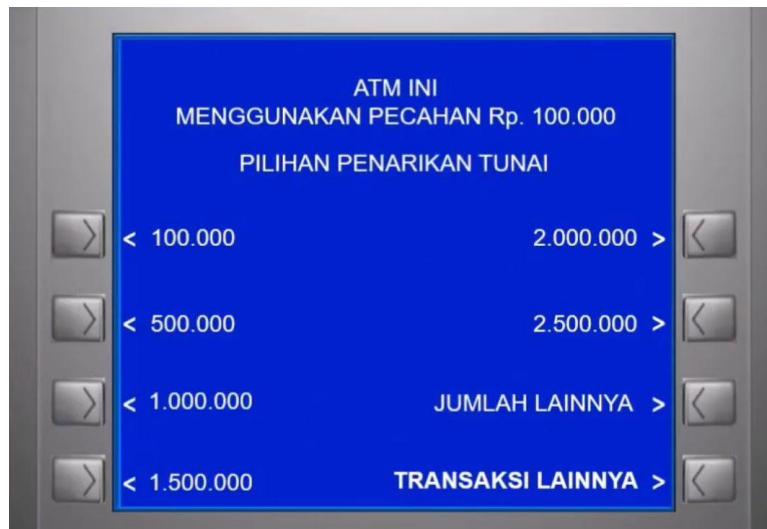 ATM INI
MENGGUNAKAN PECAHAN Rp. 100.000
PILIHAN PENARIKAN TUNAI
< 100.000
2.000.000 >
< 500.000
2.500.000 >
< 1.000.000
JUMLAH LAINNYA >
< 1.500.000
TRANSAKSI LAINNYA >